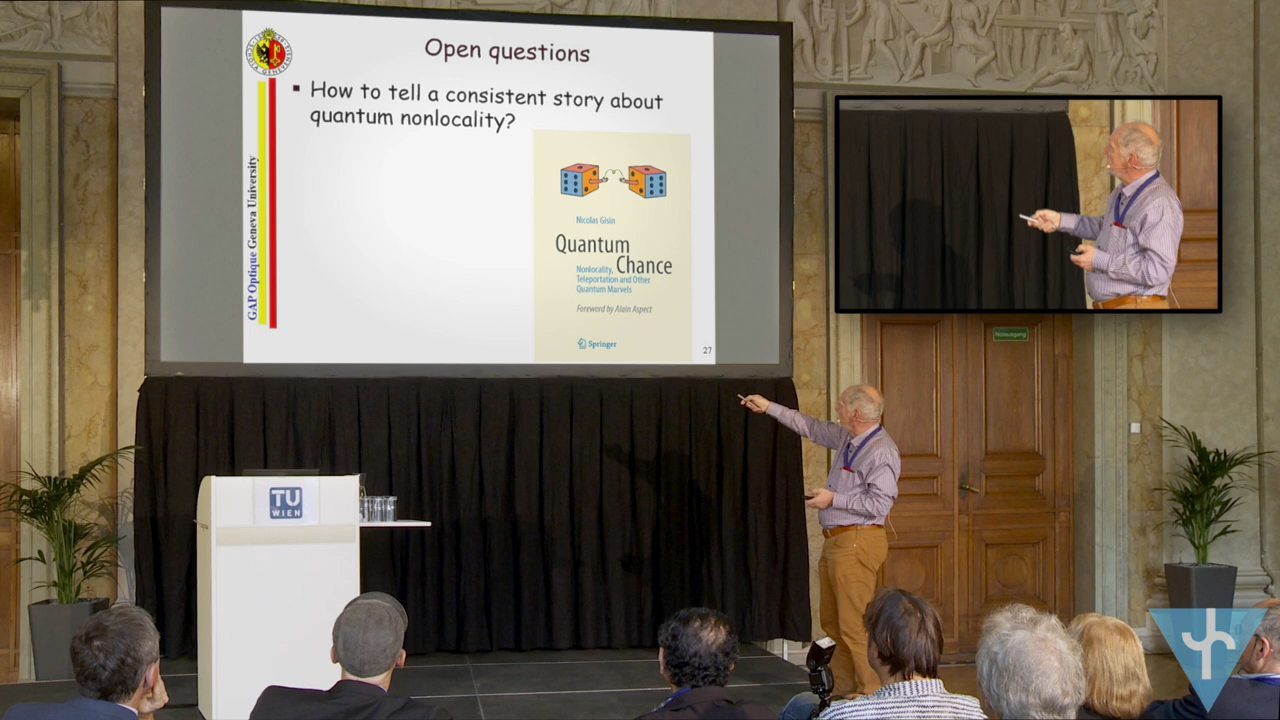 Open questions
▪ How to tell a consistent story about
quantum nonlocality?
GAP Optique Geneva University
Nicolas Gisin
Quantum
Chance
Nonlocality,
Teleportation and Other
Quantum Marvels
Foreword by Alain Aspect
Springer
27
Notausgang
TU
WIEN